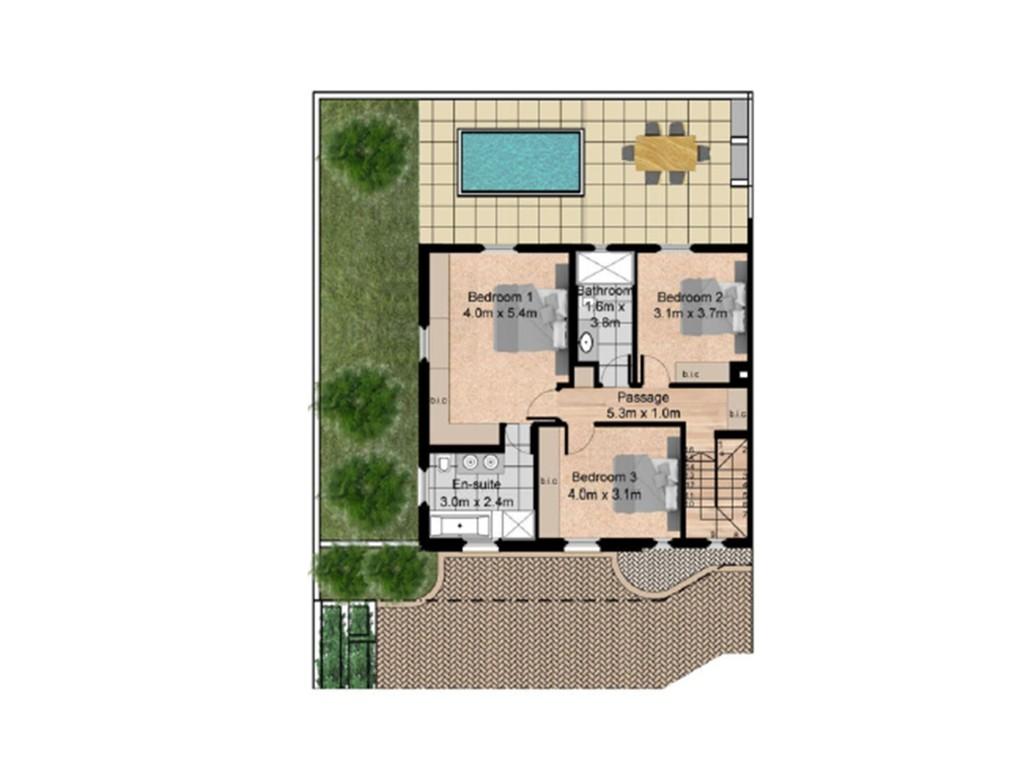 Bedroom 1
4.0m x 5.4m
Bathroom
1.6m x
3.8m
Bedroom 2
3.1m x 3.7m
b.i.c
b.i.c
Passage
5.3m x 1.0m
b.i.c
En-suite
3.0m x 2.4m
b.i.c
Bedroom 3
4.0m x 3.1m